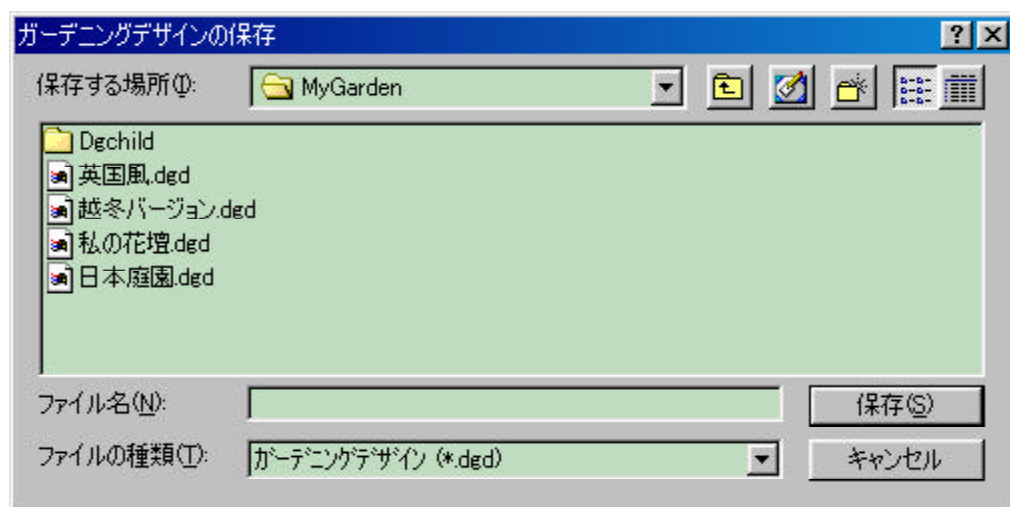 ガーデニングデザインの保存
保存する場所(I): MyGarden
Dgchild
英国風.dgd
越冬バージョン.dgd
私の花壇.dgd
日本庭園.dgd
ファイル名(N): 保存(S)
ファイルの種類(T): ｶﾞｰﾃﾞﾆﾝｸﾞﾃﾞｻﾞｲﾝ (*.dgd) キャンセル